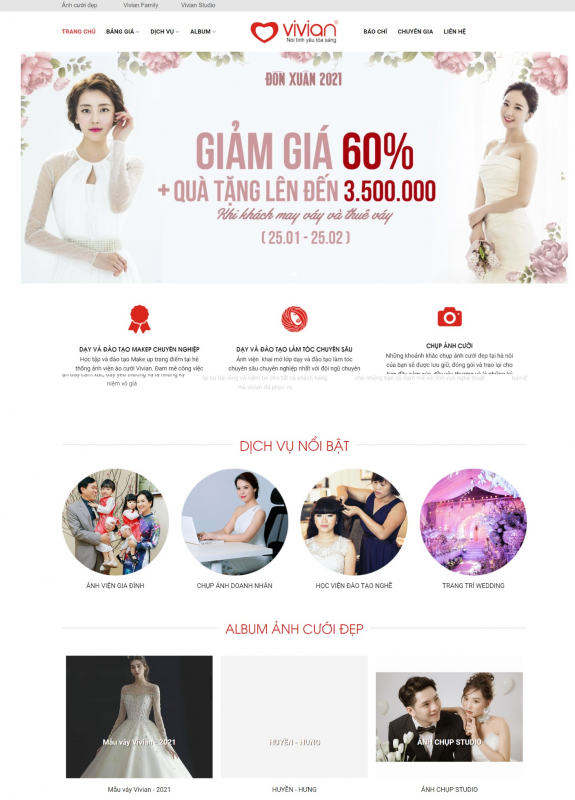 Ảnh cưới đẹp
Vivian Family
Vivian Studio
TRANG CHỦ
BẢNG GIÁ
DỊCH VỤ
ALBUM
vivian®
Nơi tình yêu tỏa sáng
BÁO CHÍ
CHUYÊN GIA
LIÊN HỆ
ĐÓN XUÂN 2021
GIẢM GIÁ 60%
+ QUÀ TẶNG LÊN ĐẾN 3.500.000
Khi khách may váy và thuê váy
( 25.01 - 25.02 )
DẠY VÀ ĐÀO TẠO MAKEP CHUYÊN NGHIỆP
Học tập và đào tạo Make up trang điểm tại hệ
thống ảnh viện áo cưới Vivian. Đam mê công việc
niềm vô giá
DẠY VÀ ĐÀO TẠO LÀM TÓC CHUYÊN SÂU
Ảnh viện khai mở lớp dạy và đào tạo làm tóc
chuyên sâu chuyên nghiệp nhất với đội ngũ chuyên
mà vivian đã phục vụ
CHỤP ẢNH CƯỚI
Những khoảnh khắc chụp ảnh cưới đẹp tại hà nội
của bạn sẽ được lưu giữ, đóng gói và trao lại cho
DỊCH VỤ NỔI BẬT
ẢNH VIỆN GIA ĐÌNH
CHỤP ẢNH DOANH NHÂN
HỌC VIỆN ĐÀO TẠO NGHỀ
TRANG TRÍ WEDDING
ALBUM ẢNH CƯỚI ĐẸP
Mẫu váy Vivian - 2021
HUYỀN - HƯNG
ẢNH CHỤP STUDIO
Mẫu váy Vivian - 2021
HUYỀN - HƯNG
ẢNH CHỤP STUDIO